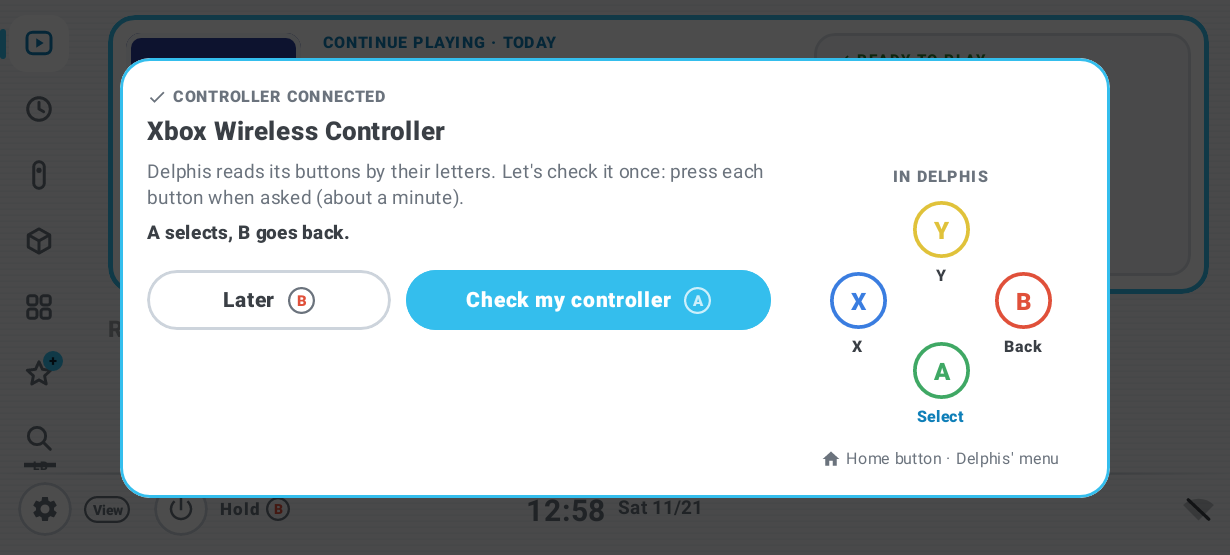 CONTINUE PLAYING · TODAY
READY TO PLAY
CONTROLLER CONNECTED
Xbox Wireless Controller
Delphis reads its buttons by their letters. Let's check it once: press each
button when asked (about a minute).
A selects, B goes back.
Later B
Check my controller A
IN DELPHIS
Y
Y
X
X
B
Back
A
Select
Home button · Delphis' menu
View
Hold B
12:58
Sat 11/21